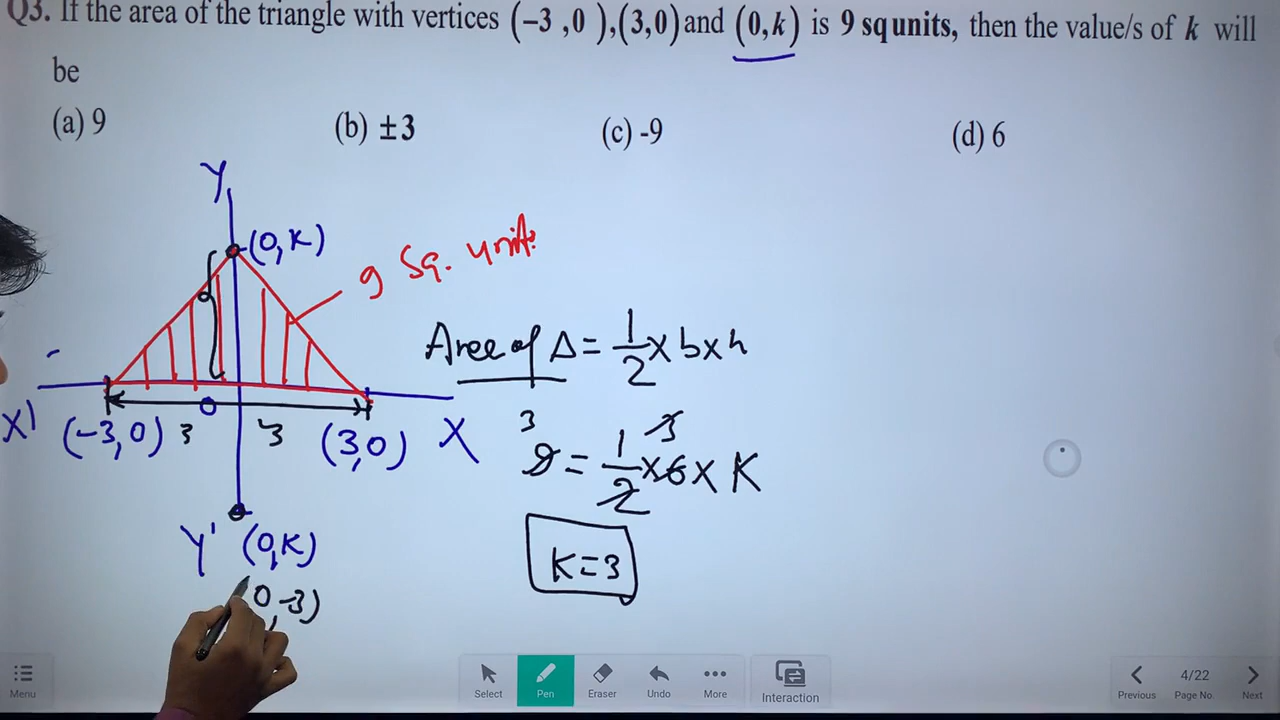 Q3. If the area of the triangle with vertices (−3 ,0 ),(3,0) and (0,k) is 9 sq units, then the value/s of k will
be
(a) 9 (b) ±3 (c) -9 (d) 6
Y
(0,K)
9 Sq. units
Area of Δ = 1/2 x b x h
X' (-3,0) 3 O 3 (3,0) X
3 3
9 = 1/2 x 6 x K
Y' (0,K)
K=3
0,-3)
Menu
Select
Pen
Eraser
Undo
More
Interaction
Previous
4/22
Page No.
Next